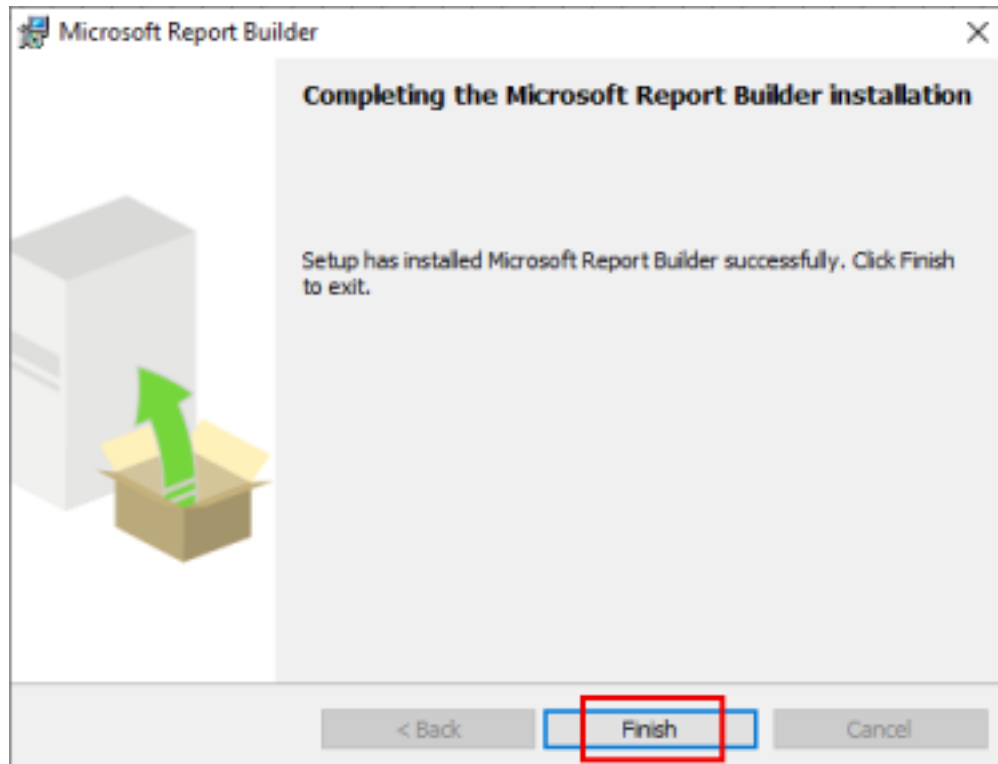 Microsoft Report Builder
Completing the Microsoft Report Builder installation
Setup has installed Microsoft Report Builder successfully. Click Finish
to exit.
< Back
Finish
Cancel